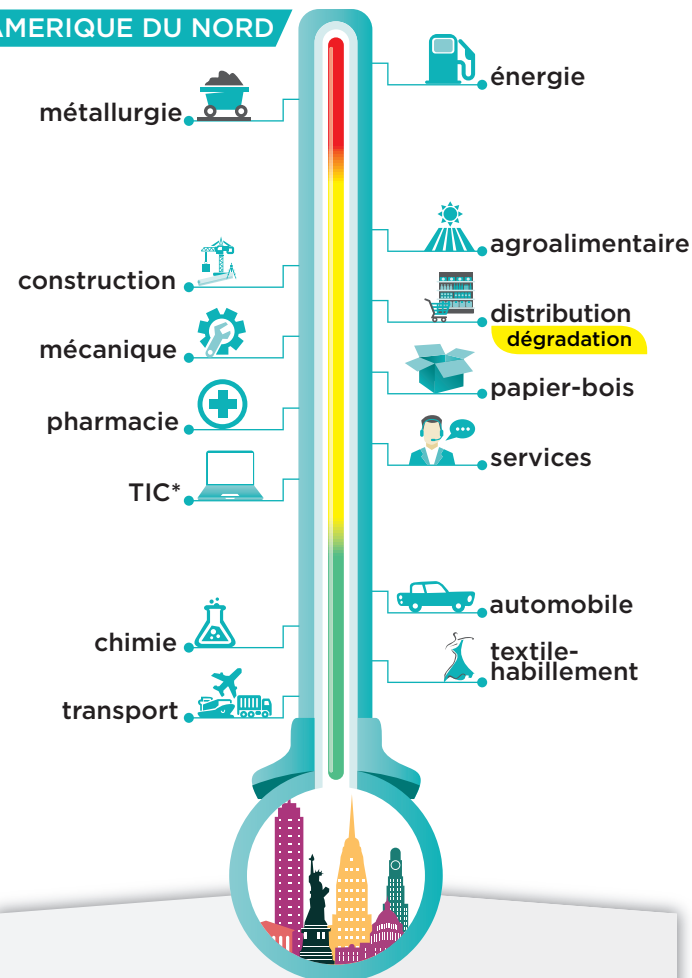 AMERIQUE DU NORD
énergie
métallurgie
agroalimentaire
construction
distribution
dégradation
mécanique
papier-bois
pharmacie
services
TIC*
automobile
chimie
textile-
habillement
transport